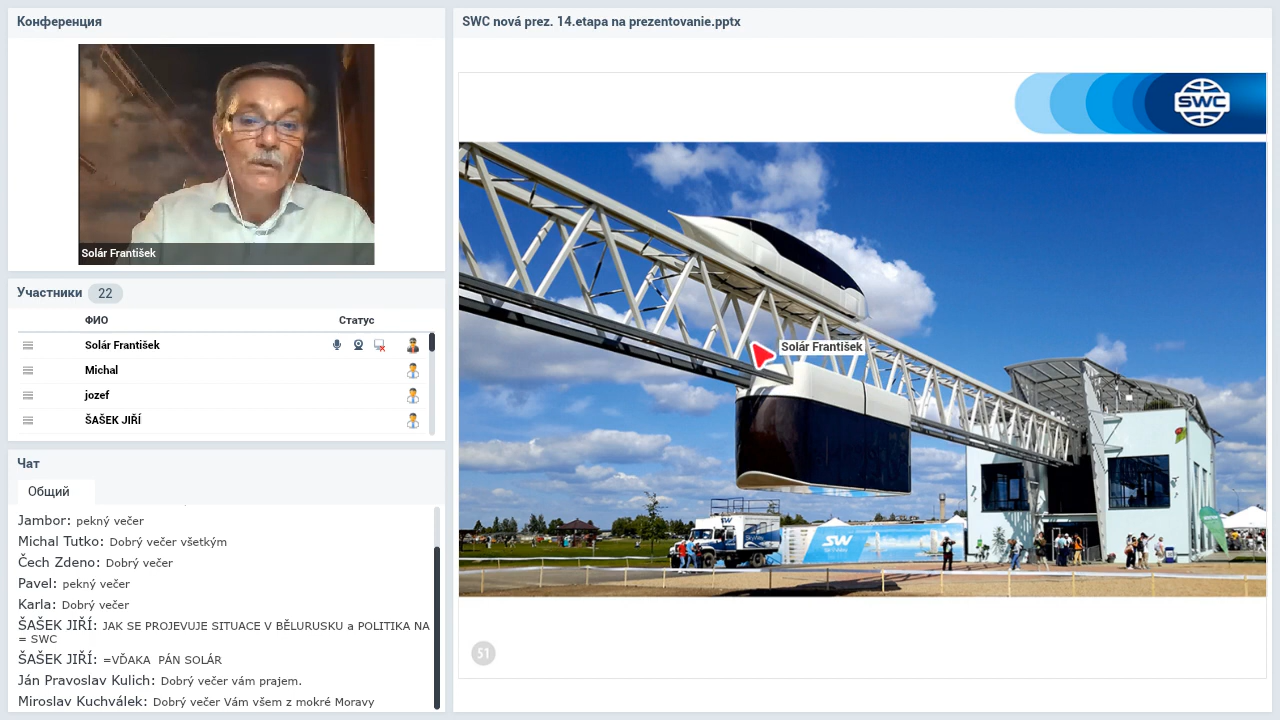 Конференция
Solár František
Участники 22
ФИО Статус
Solár František
Michal
jozef
ŠAŠEK JIŘÍ
Чат
Общий
Jambor: pekný večer
Michal Tutko: Dobrý večer všetkým
Čech Zdeno: Dobrý večer
Pavel: pekný večer
Karla: Dobrý večer
ŠAŠEK JIŘÍ: JAK SE PROJEVUJE SITUACE V BĚLURUSKU a POLITIKA NA
= SWC
ŠAŠEK JIŘÍ: =VĎAKA PÁN SOLÁR
Ján Pravoslav Kulich: Dobrý večer vám prajem.
Miroslav Kuchválek: Dobrý večer Vám všem z mokré Moravy
SWC nová prez. 14.etapa na prezentovanie.pptx
SWC
Solár František
SW
SW
51